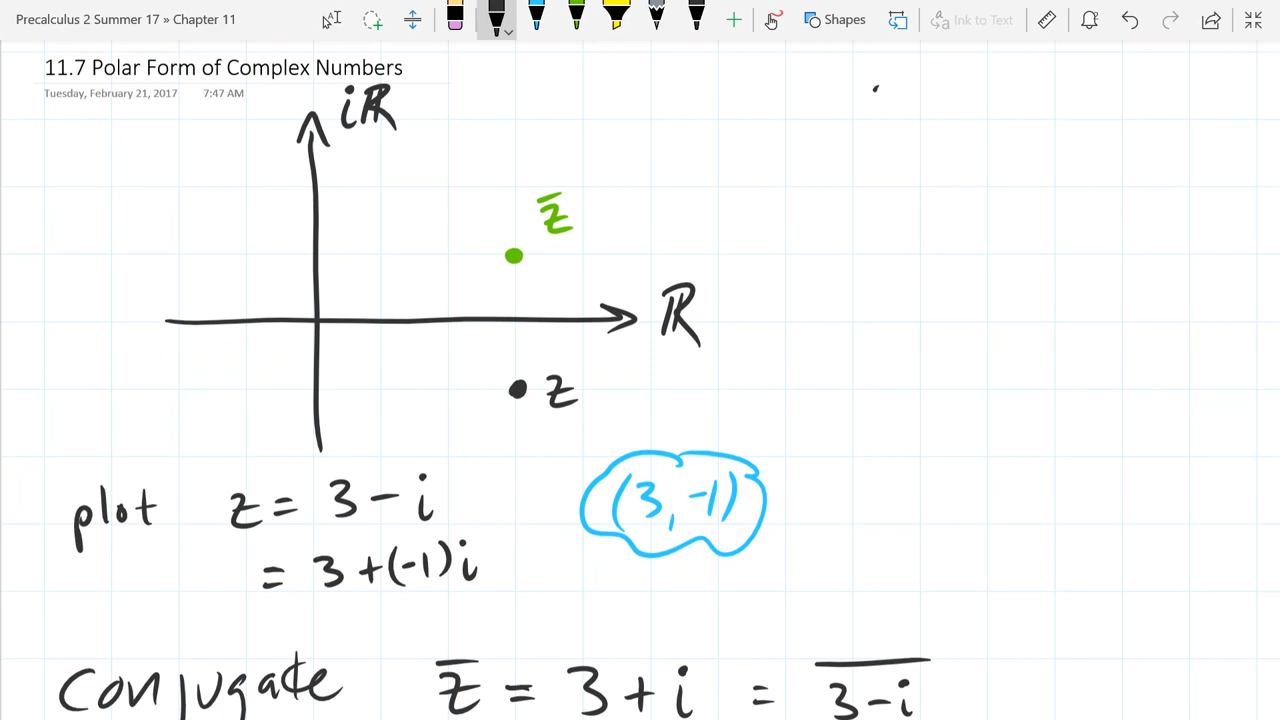 Precalculus 2 Summer 17 » Chapter 11
Shapes
Ink to Text
11.7 Polar Form of Complex Numbers
Tuesday, February 21, 2017 7:47 AM
iℝ
z̅
ℝ
z
plot z = 3 - i
(3, -1)
= 3 + (-1)i
Conjugate z̅ = 3 + i = \overline{3 - i}